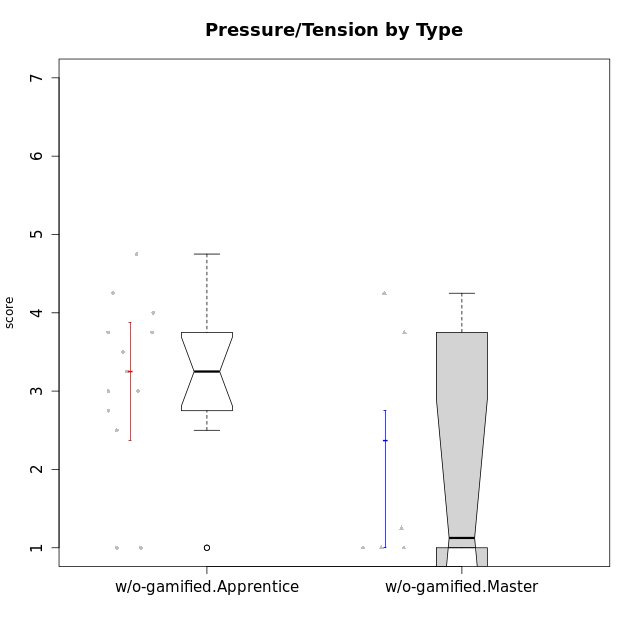 Pressure/Tension by Type
7
6
5
4
3
2
1
score
w/o-gamified.Apprentice
w/o-gamified.Master